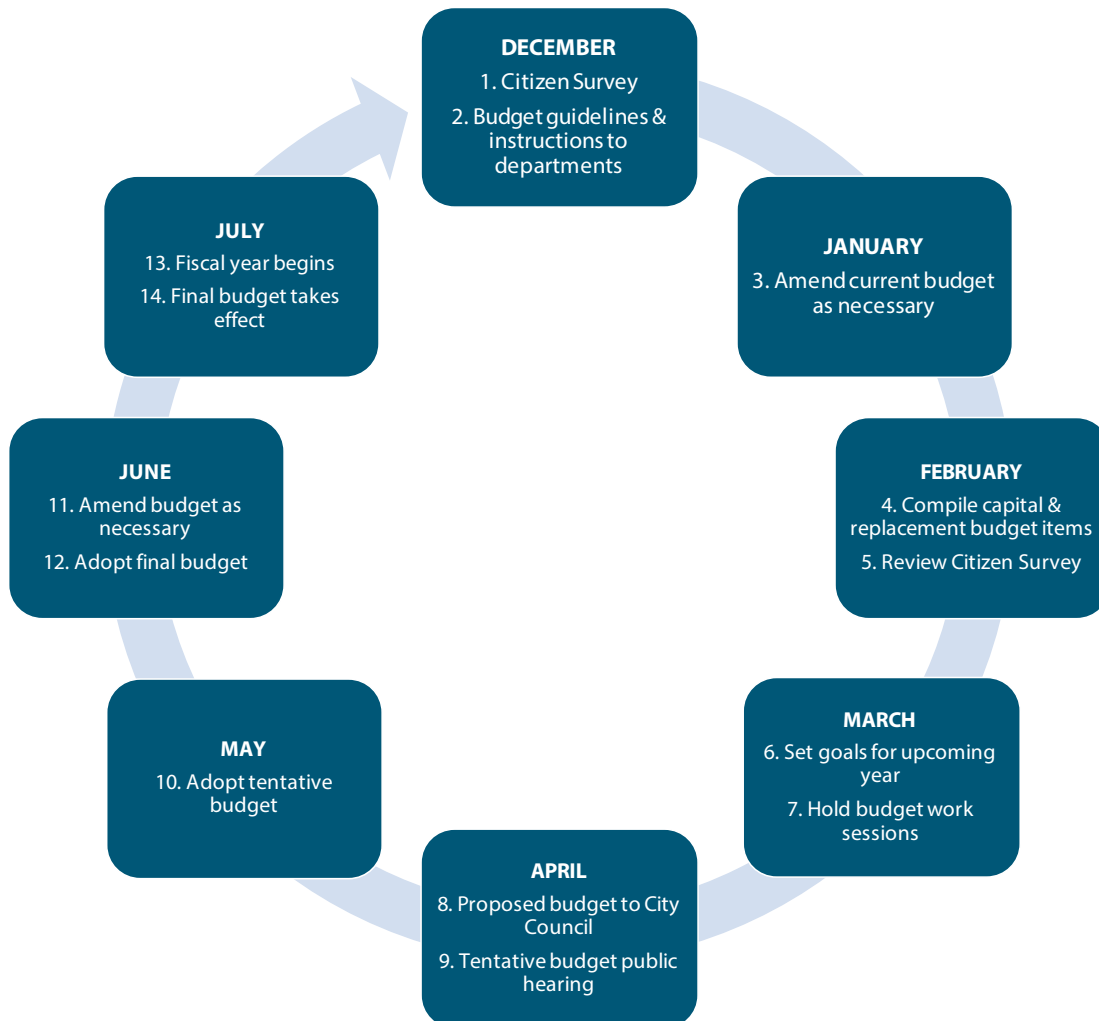 DECEMBER
1. Citizen Survey
2. Budget guidelines &
instructions to
departments
JANUARY
3. Amend current budget
as necessary
FEBRUARY
4. Compile capital &
replacement budget items
5. Review Citizen Survey
MARCH
6. Set goals for upcoming
year
7. Hold budget work
sessions
APRIL
8. Proposed budget to City
Council
9. Tentative budget public
hearing
MAY
10. Adopt tentative
budget
JUNE
11. Amend budget as
necessary
12. Adopt final budget
JULY
13. Fiscal year begins
14. Final budget takes
effect